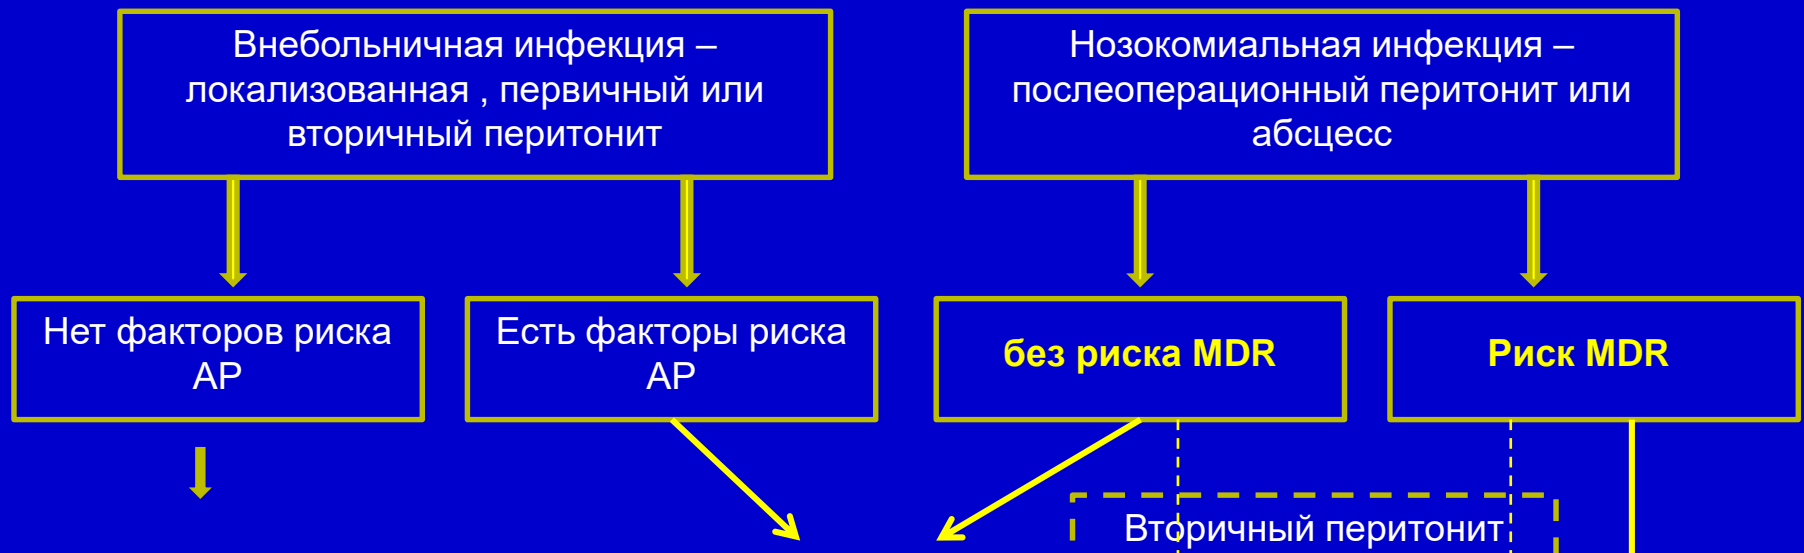 Внебольничная инфекция –
локализованная , первичный или
вторичный перитонит
Нозокомиальная инфекция –
послеоперационный перитонит или
абсцесс
Нет факторов риска
АР
Есть факторы риска
АР
без риска MDR
Риск MDR
Вторичный перитонит